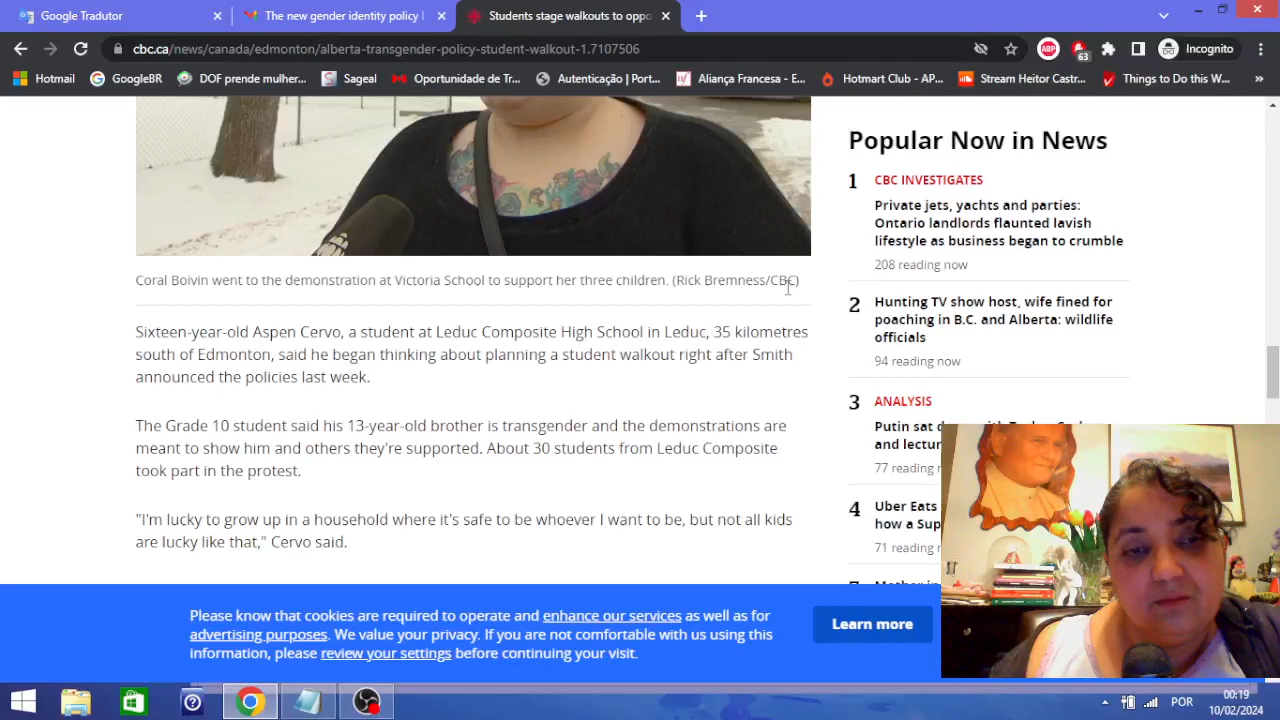 Google Tradutor
The new gender identity policy
Students stage walkouts to oppo
cbc.ca/news/canada/edmonton/alberta-transgender-policy-student-walkout-1.7107506
ABP
63
Incognito
Hotmail
GoogleBR
DOF prende mulher...
Sageal
Oportunidade de Tr...
Autenticação | Port...
Aliança Francesa - E...
Hotmart Club - AP...
Stream Heitor Castr...
Things to Do this W...
»
Coral Boivin went to the demonstration at Victoria School to support her three children. (Rick Bremness/CBC)
Sixteen-year-old Aspen Cervo, a student at Leduc Composite High School in Leduc, 35 kilometres
south of Edmonton, said he began thinking about planning a student walkout right after Smith
announced the policies last week.
The Grade 10 student said his 13-year-old brother is transgender and the demonstrations are
meant to show him and others they're supported. About 30 students from Leduc Composite
took part in the protest.
"I'm lucky to grow up in a household where it's safe to be whoever I want to be, but not all kids
are lucky like that," Cervo said.
Popular Now in News
1
CBC INVESTIGATES
Private jets, yachts and parties:
Ontario landlords flaunted lavish
lifestyle as business began to crumble
208 reading now
2
Hunting TV show host, wife fined for
poaching in B.C. and Alberta: wildlife
officials
94 reading now
3
ANALYSIS
Putin sat
and lectu
77 reading
4
Uber Eats
how a Sup
71 reading
Please know that cookies are required to operate and enhance our services as well as for
advertising purposes. We value your privacy. If you are not comfortable with us using this
information, please review your settings before continuing your visit.
Learn more
POR
00:19
10/02/2024